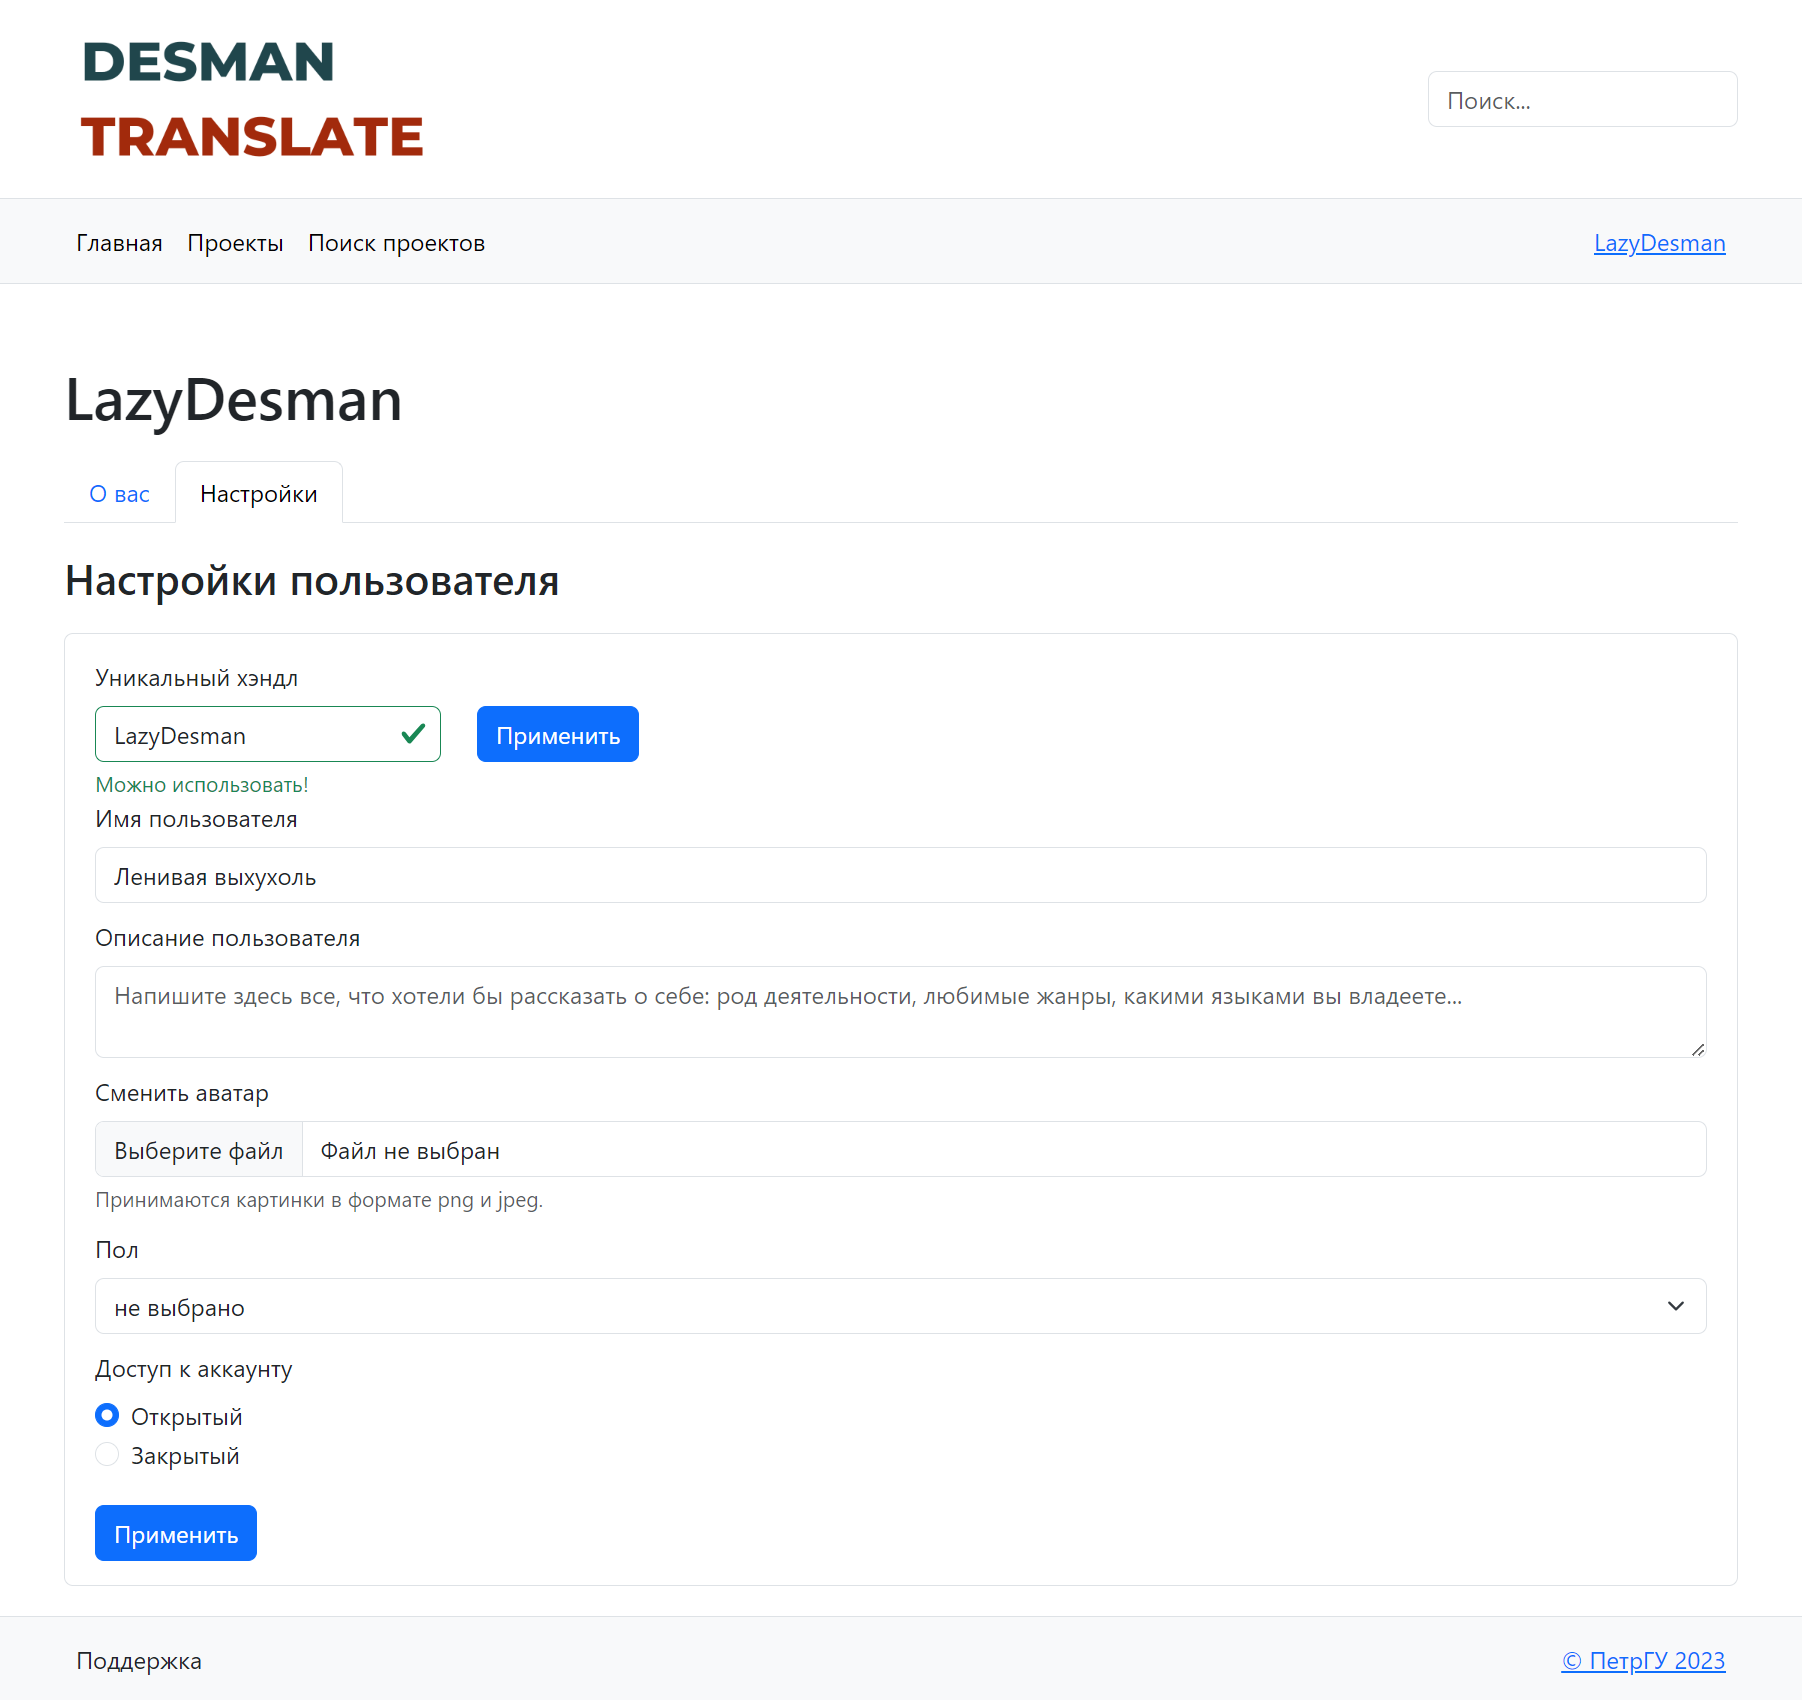 DESMAN
TRANSLATE
Поиск...
Главная Проекты Поиск проектов LazyDesman
LazyDesman
О вас Настройки
Настройки пользователя
Уникальный хэндл
LazyDesman Применить
Можно использовать!
Имя пользователя
Ленивая выхухоль
Описание пользователя
Напишите здесь все, что хотели бы рассказать о себе: род деятельности, любимые жанры, какими языками вы владеете...
Сменить аватар
Выберите файл Файл не выбран
Принимаются картинки в формате png и jpeg.
Пол
не выбрано
Доступ к аккаунту
Открытый
Закрытый
Применить
Поддержка © ПетрГУ 2023